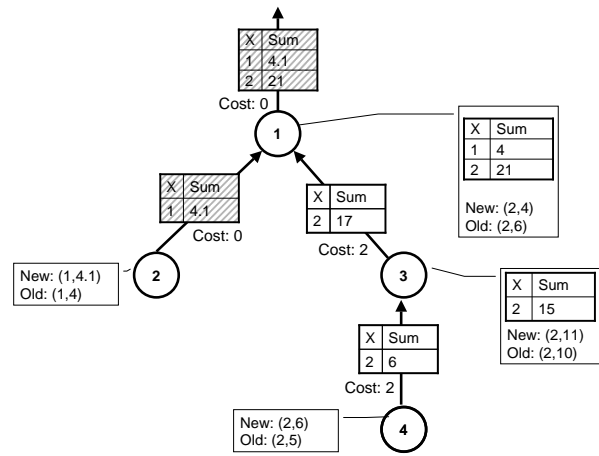 X Sum
1 4.1
2 21
Cost: 0
1
X Sum
1 4
2 21
New: (2,4)
Old: (2,6)
X Sum
1 4.1
Cost: 0
X Sum
2 17
Cost: 2
New: (1,4.1)
Old: (1,4)
2
3
X Sum
2 15
New: (2,11)
Old: (2,10)
X Sum
2 6
Cost: 2
New: (2,6)
Old: (2,5)
4